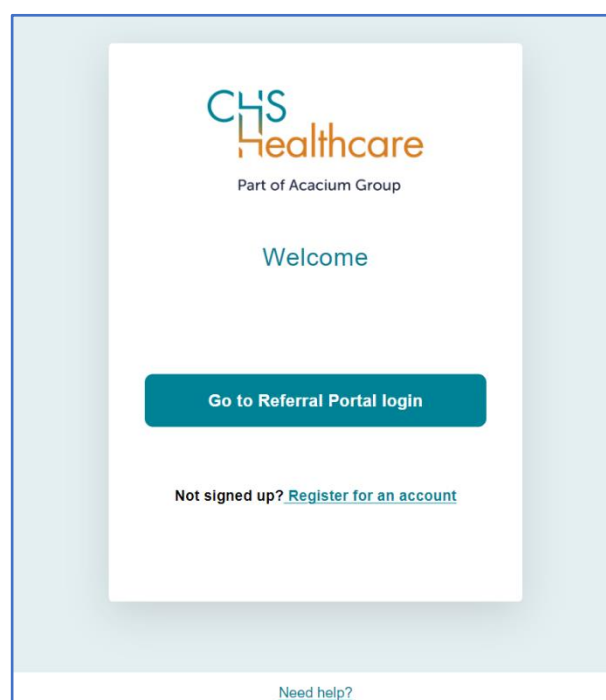 CHS
Healthcare
Part of Acacium Group
Welcome
Go to Referral Portal login
Not signed up? Register for an account
Need help?